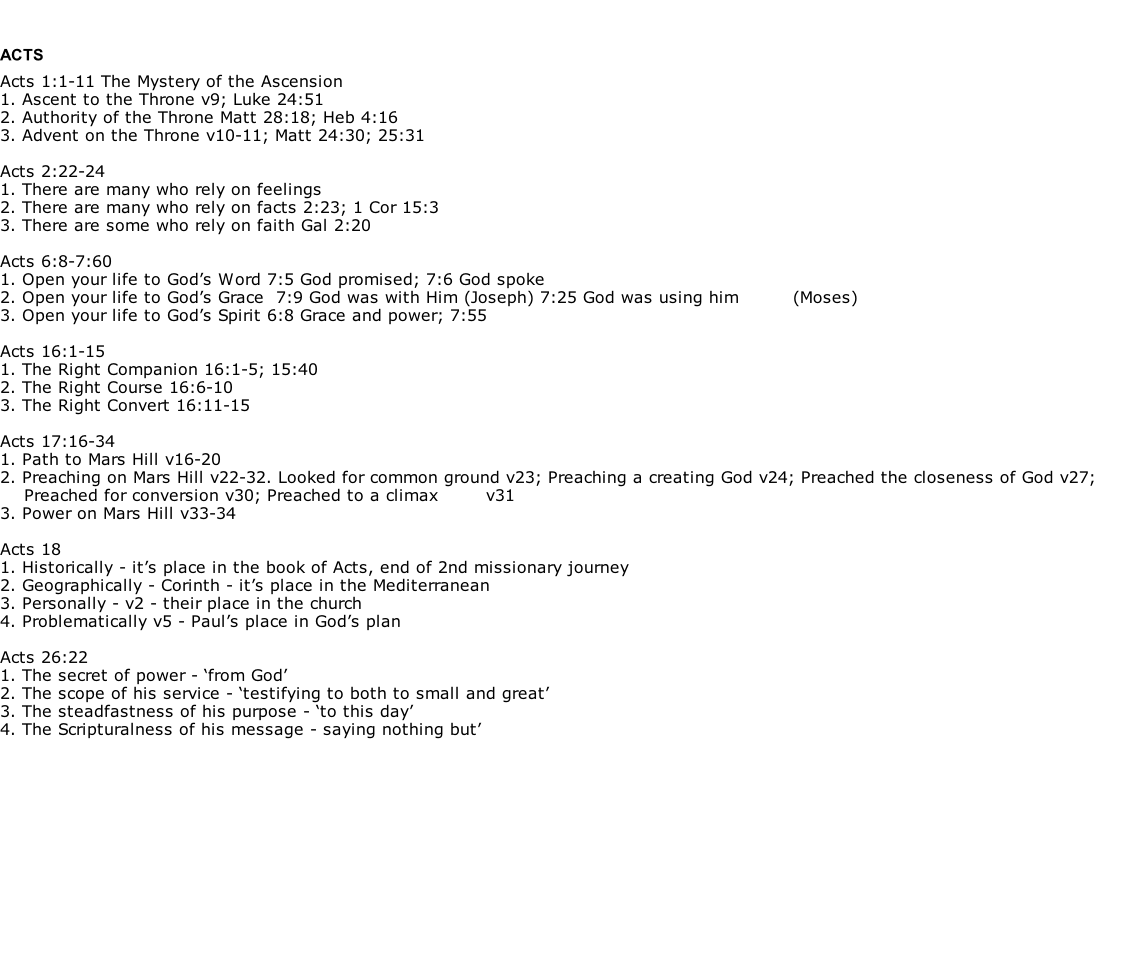 ACTS
Acts 1:1-11 The Mystery of the Ascension
1. Ascent to the Throne v9; Luke 24:51
2. Authority of the Throne Matt 28:18; Heb 4:16
3. Advent on the Throne v10-11; Matt 24:30; 25:31
Acts 2:22-24
1. There are many who rely on feelings
2. There are many who rely on facts 2:23; 1 Cor 15:3
3. There are some who rely on faith Gal 2:20
Acts 6:8-7:60
1. Open your life to God’s Word 7:5 God promised; 7:6 God spoke
2. Open your life to God’s Grace  7:9 God was with Him (Joseph) 7:25 God was using him (Moses)
3. Open your life to God’s Spirit 6:8 Grace and power; 7:55
Acts 16:1-15
1. The Right Companion 16:1-5; 15:40
2. The Right Course 16:6-10
3. The Right Convert 16:11-15
Acts 17:16-34
1. Path to Mars Hill v16-20
2. Preaching on Mars Hill v22-32. Looked for common ground v23; Preaching a creating God v24; Preached the closeness of God v27;
Preached for conversion v30; Preached to a climax v31
3. Power on Mars Hill v33-34
Acts 18
1. Historically - it’s place in the book of Acts, end of 2nd missionary journey
2. Geographically - Corinth - it’s place in the Mediterranean
3. Personally - v2 - their place in the church
4. Problematically v5 - Paul’s place in God’s plan
Acts 26:22
1. The secret of power - ‘from God’
2. The scope of his service - ‘testifying to both to small and great’
3. The steadfastness of his purpose - ‘to this day’
4. The Scripturalness of his message - saying nothing but’